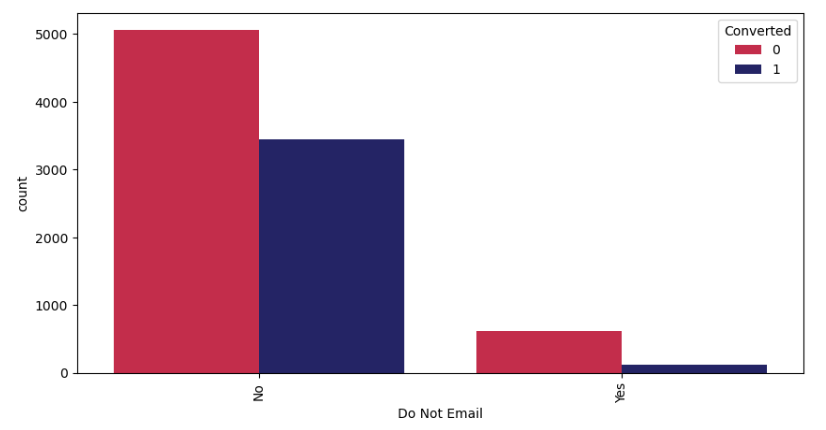 Converted
0
1
5000
4000
3000
2000
1000
0
count
No
Yes
Do Not Email